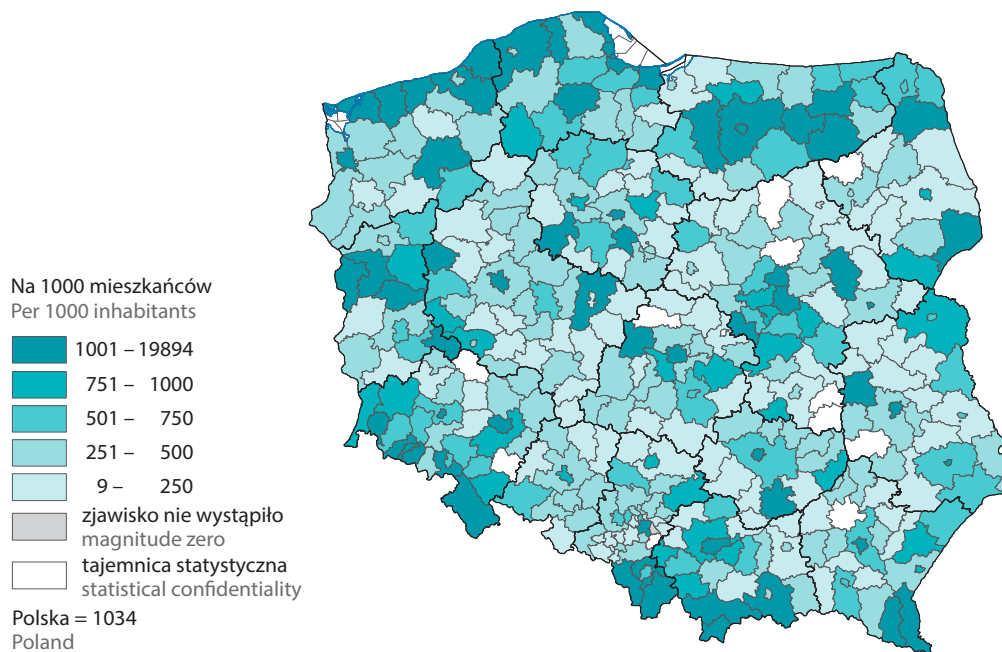 Na 1000 mieszkańców
Per 1000 inhabitants
1001 – 19894
751 – 1000
501 – 750
251 – 500
9 – 250
zjawisko nie wystąpiło
magnitude zero
tajemnica statystyczna
statistical confidentiality
Polska = 1034
Poland